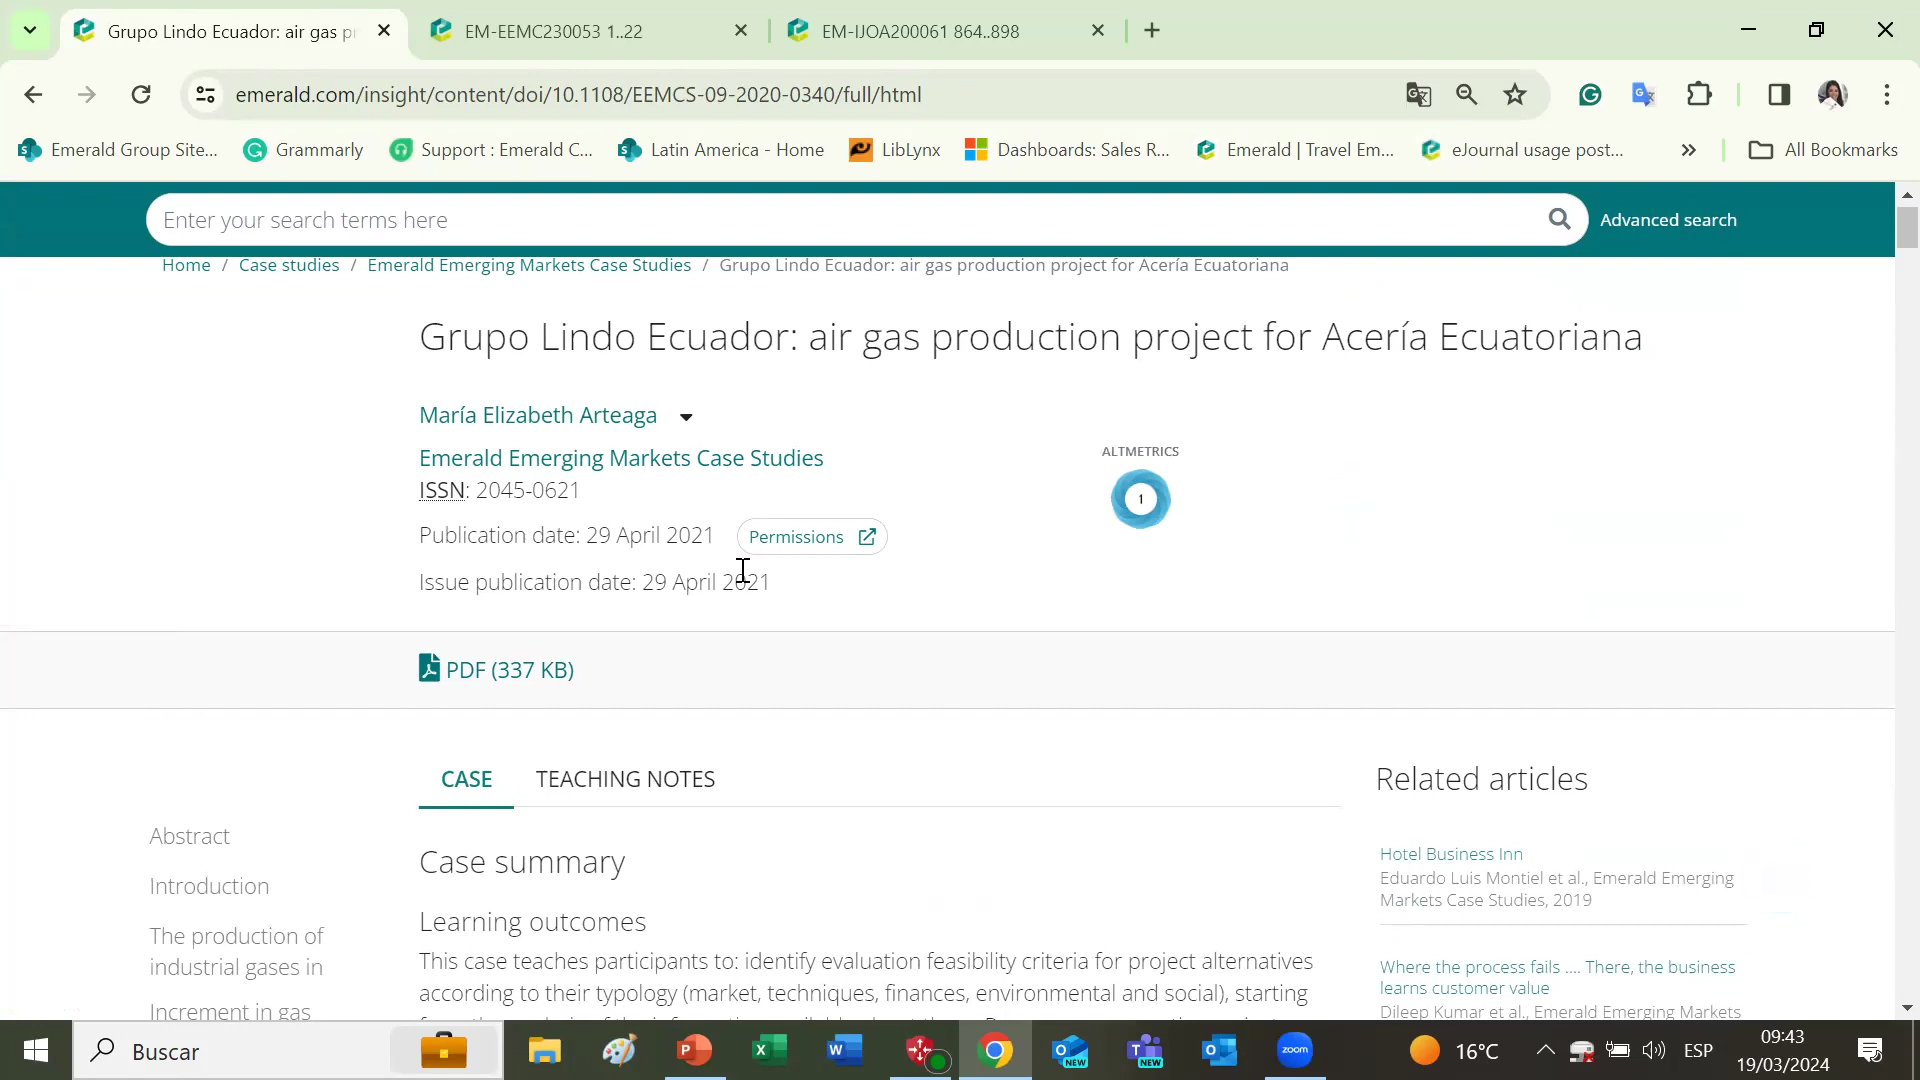 Grupo Lindo Ecuador: air gas p
EM-EEMC230053 1..22
EM-IJOA200061 864..898
emerald.com/insight/content/doi/10.1108/EEMCS-09-2020-0340/full/html
Emerald Group Site...
Grammarly
Support : Emerald C...
Latin America - Home
LibLynx
Dashboards: Sales R...
Emerald | Travel Em...
eJournal usage post...
All Bookmarks
Enter your search terms here
Advanced search
Home / Case studies / Emerald Emerging Markets Case Studies / Grupo Lindo Ecuador: air gas production project for Acería Ecuatoriana
Grupo Lindo Ecuador: air gas production project for Acería Ecuatoriana
María Elizabeth Arteaga
Emerald Emerging Markets Case Studies
ISSN: 2045-0621
Publication date: 29 April 2021
Permissions
Issue publication date: 29 April 2021
ALTMETRICS
1
PDF (337 KB)
CASE
TEACHING NOTES
Abstract
Introduction
The production of
industrial gases in
Increment in gas
Case summary
Learning outcomes
This case teaches participants to: identify evaluation feasibility criteria for project alternatives
according to their typology (market, techniques, finances, environmental and social), starting
Related articles
Hotel Business Inn
Eduardo Luis Montiel et al., Emerald Emerging
Markets Case Studies, 2019
Where the process fails .... There, the business
learns customer value
Dileep Kumar et al., Emerald Emerging Markets
Buscar
zoom
16°C
ESP
09:43
19/03/2024